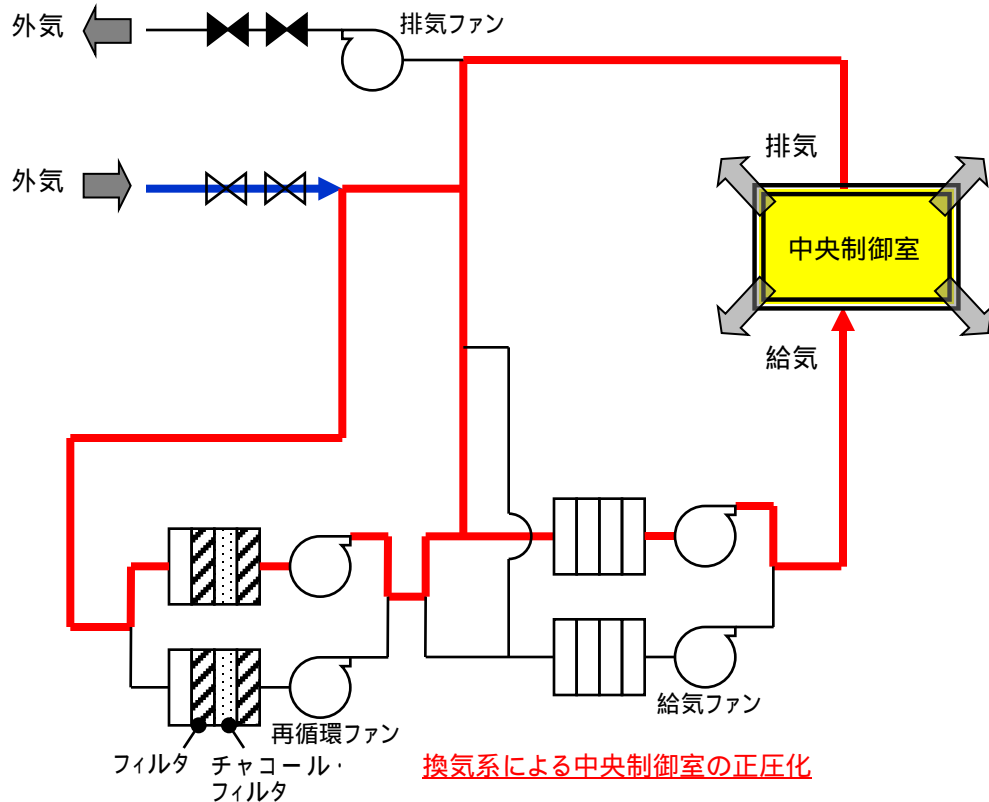 外気
排気ファン
外気
排気
中央制御室
給気
給気ファン
再循環ファン
フィルタ
チャコール・
フィルタ
換気系による中央制御室の正圧化